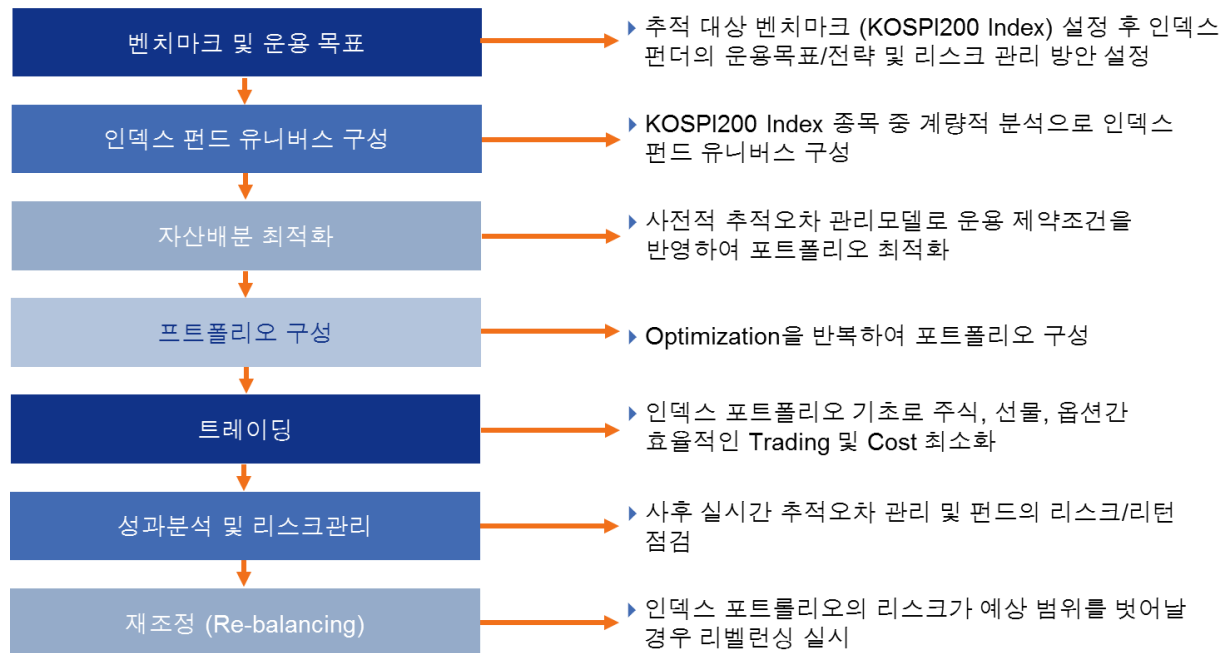 벤치마크 및 운용 목표
추적 대상 벤치마크 (KOSPI200 Index) 설정 후 인덱스
펀더의 운용목표/전략 및 리스크 관리 방안 설정
인덱스 펀드 유니버스 구성
KOSPI200 Index 종목 중 계량적 분석으로 인덱스
펀드 유니버스 구성
자산배분 최적화
사전적 추적오차 관리모델로 운용 제약조건을
반영하여 포트폴리오 최적화
프트폴리오 구성
Optimization을 반복하여 포트폴리오 구성
트레이딩
인덱스 포트폴리오 기초로 주식, 선물, 옵션간
효율적인 Trading 및 Cost 최소화
성과분석 및 리스크관리
사후 실시간 추적오차 관리 및 펀드의 리스크/리턴
점검
재조정 (Re-balancing)
인덱스 포트롤리오의 리스크가 예상 범위를 벗어날
경우 리벨런싱 실시